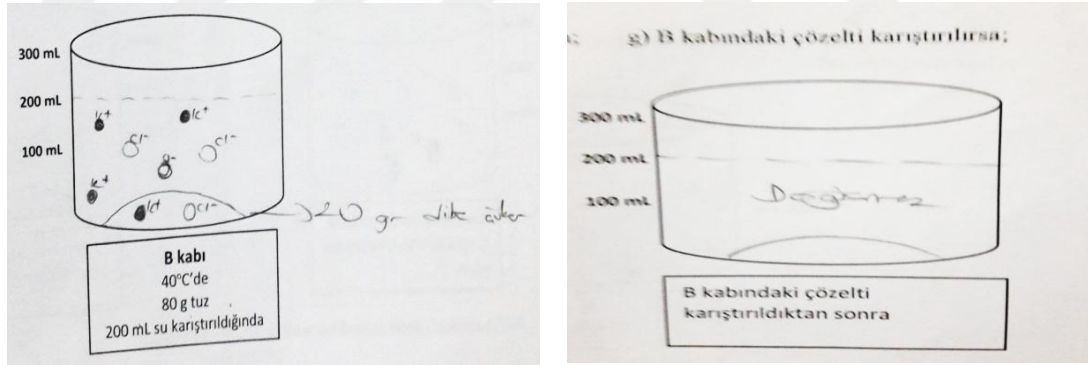 300 mL
200 mL
100 mL
K+
K+
Cl-
Cl-
K+
K+
Cl-
20 gr dibe çöker
B kabı
40°C'de
80 g tuz
200 mL su karıştırıldığında
g) B kabındaki çözelti karıştırılırsa;
300 mL
200 mL
100 mL
Değişmez
B kabındaki çözelti
karıştırıldıktan sonra